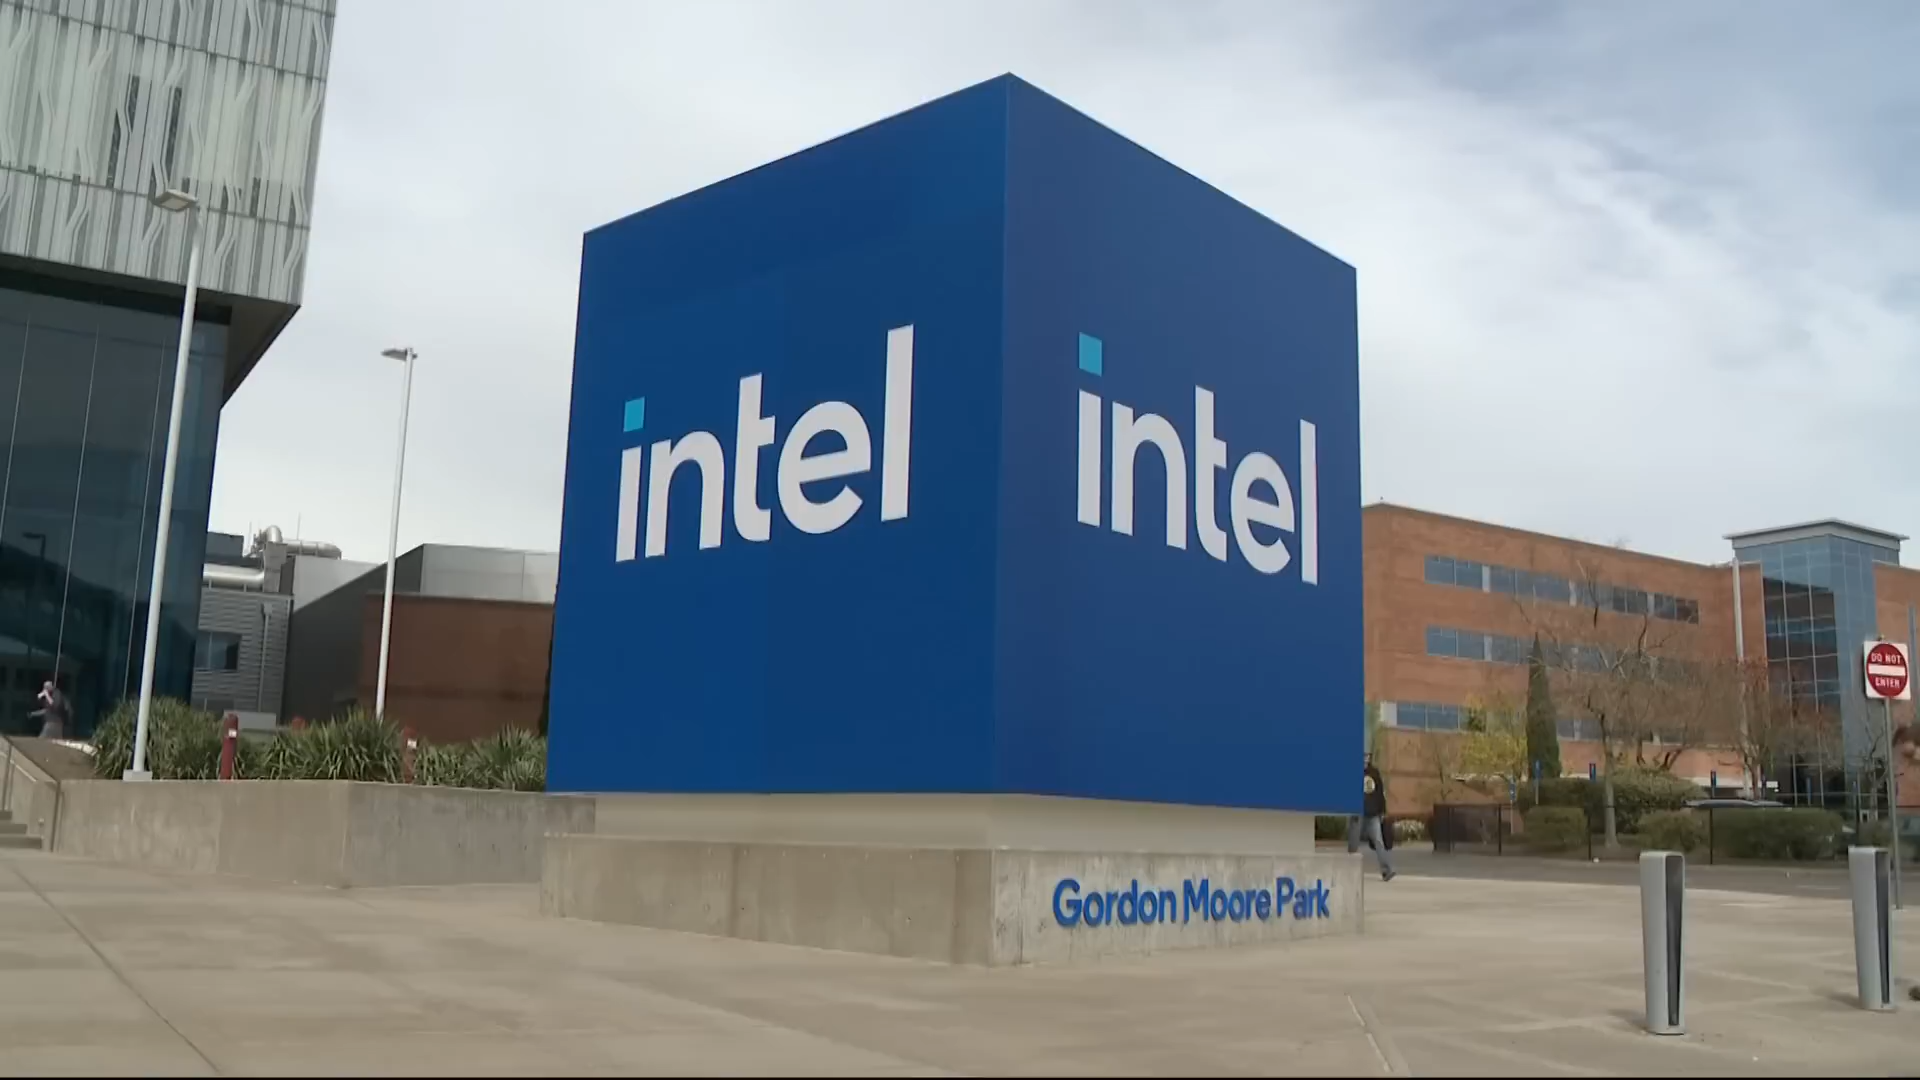 intel
intel
Gordon Moore Park
DO NOT
ENTER